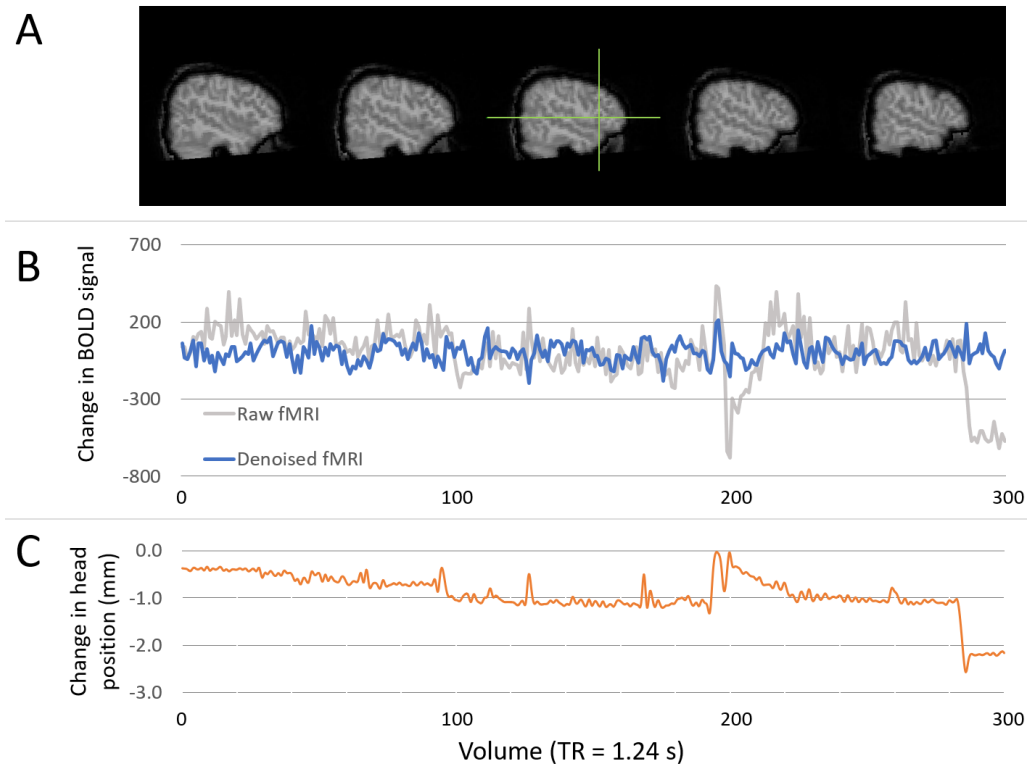 A
B
Change in BOLD signal
700
200
-300
-800
Raw fMRI
Denoised fMRI
0
100
200
300
C
Change in head
position (mm)
0.0
-1.0
-2.0
-3.0
0
100
200
300
Volume (TR = 1.24 s)